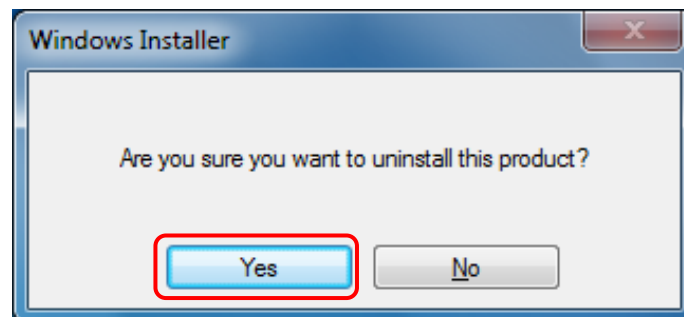 Windows Installer
Are you sure you want to uninstall this product?
Yes
No